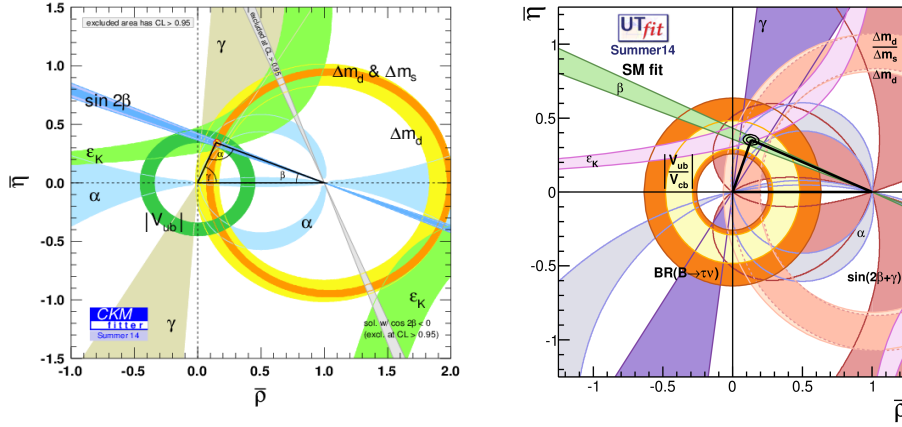 η̅
excluded area has CL > 0.95
excluded at CL > 0.95
γ
Δm_d & Δm_s
sin 2β
Δm_d
ε_K
α
β
γ
α
α
|V_ub|
ε_K
γ
CKM
fitter
Summer 14
sol. w/ cos 2β < 0
(excl. at CL > 0.95)
1.5
1.0
0.5
0.0
-0.5
-1.0
-1.5
-1.0
-0.5
0.0
0.5
1.0
1.5
2.0
η̅
ρ̅
η̅
UTfit
Summer14
SM fit
γ
Δm_d
Δm_s
Δm_d
β
ε_K
|V_ub
V_cb|
α
BR(B→τν)
sin(2β+γ)
1
0.5
0
-0.5
-1
-1
-0.5
0
0.5
1
ρ̅